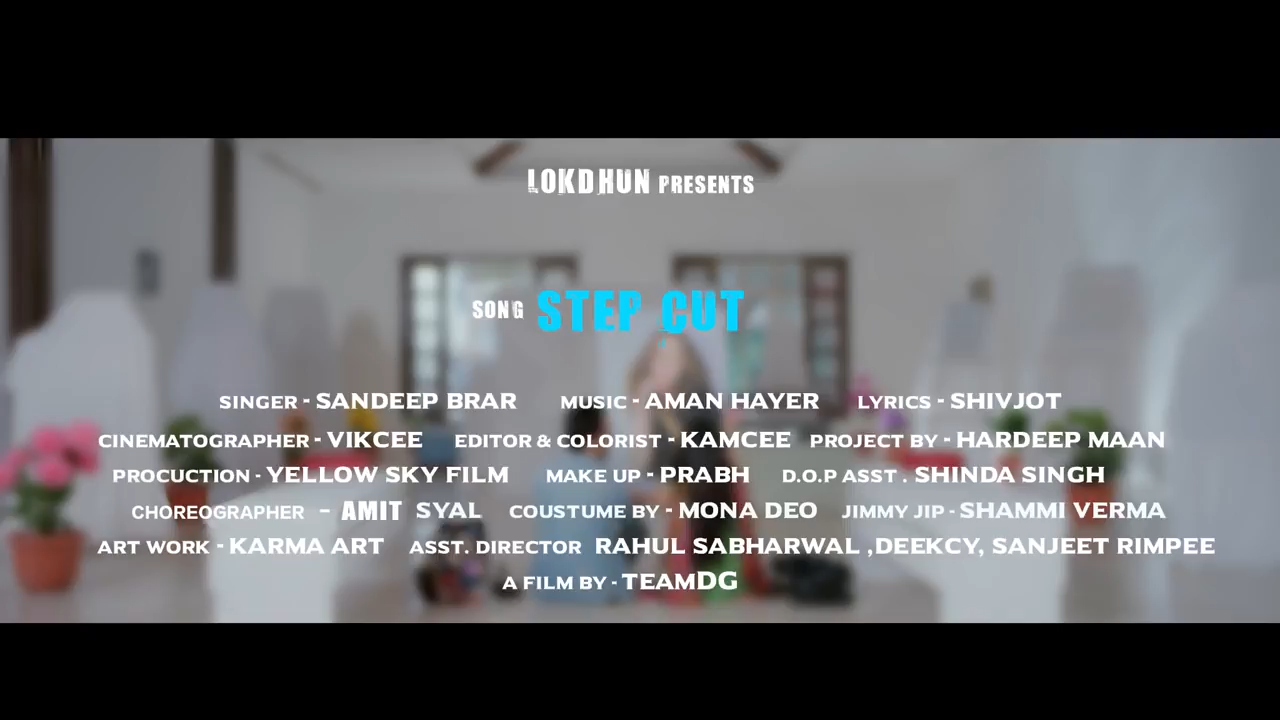 LOKDHUN PRESENTS
SONG STEP CUT
SINGER - SANDEEP BRAR MUSIC - AMAN HAYER LYRICS - SHIVJOT
CINEMATOGRAPHER - VIKCEE EDITOR & COLORIST - KAMCEE PROJECT BY - HARDEEP MAAN
PROCUCTION - YELLOW SKY FILM MAKE UP - PRABH D.O.P ASST . SHINDA SINGH
CHOREOGRAPHER - AMIT SYAL COUSTUME BY - MONA DEO JIMMY JIP - SHAMMI VERMA
ART WORK - KARMA ART ASST. DIRECTOR RAHUL SABHARWAL ,DEEKCY, SANJEET RIMPEE
A FILM BY - TEAMDG